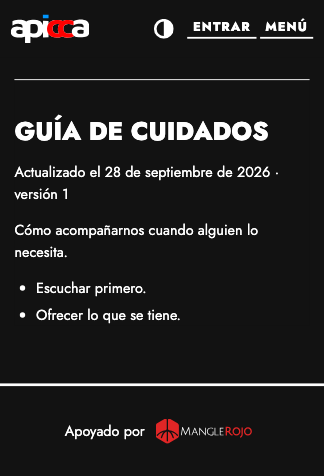 apicca
ENTRAR MENÚ
GUÍA DE CUIDADOS
Actualizado el 28 de septiembre de 2026 ·
versión 1
Cómo acompañarnos cuando alguien lo
necesita.
• Escuchar primero.
• Ofrecer lo que se tiene.
Apoyado por MANGLEROJO